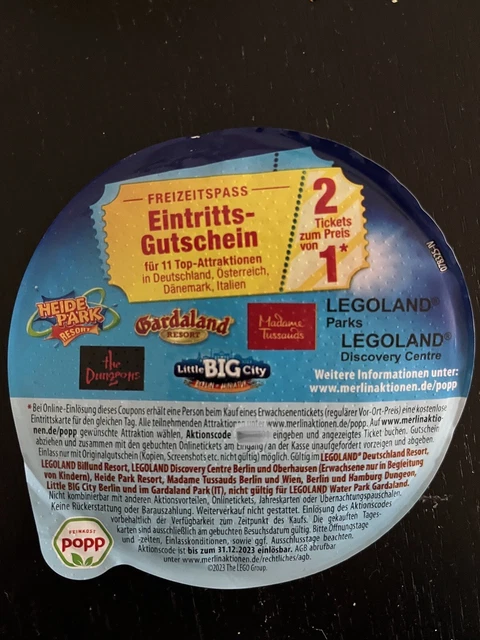 FREIZEITSPASS
Eintritts-
Gutschein
für 11 Top-Attraktionen
in Deutschland, Österreich,
Dänemark, Italien
2
Tickets
zum Preis
von 1*
078325-IV
HEIDE
PARK
RESORT
Gardaland
RESORT
Madame
Tussauds
LEGOLAND®
Parks
LEGOLAND®
Discovery Centre
the
Dungeons
Little BIG City
BERLIN
Weitere Informationen unter:
www.merlinaktionen.de/popp
*Bei Online-Einlösung dieses Coupons erhält eine Person beim Kauf eines Erwachsenentickets (regulärer Vor-Ort-Preis) eine kostenlose
Eintrittskarte für den gleichen Tag. Alle teilnehmenden Attraktionen www.merlinaktionen.de/popp. Auf www.merlinaktio-
nen.de/popp gewünschte Attraktion wählen, Aktionscode eingeben und angezeigtes Ticket buchen. Gutschein
abziehen und zusammen mit den gebuchten Onlinetickets am Eingang/an der Kasse unaufgefordert vorzeigen und abgeben.
Einlass nur mit Originalgutschein (Kopien, Screenshots etc. nicht gültig) möglich. Gültig im LEGOLAND® Deutschland Resort,
LEGOLAND Billund Resort, LEGOLAND Discovery Centre Berlin und Oberhausen (Erwachsene nur in Begleitung
von Kindern), Heide Park Resort, Madame Tussauds Berlin und Wien, Berlin und Hamburg Dungeon,
Little BIG City Berlin und im Gardaland Park (IT), nicht gültig für LEGOLAND Water Park Gardaland.
Nicht kombinierbar mit anderen Aktionsvorteilen, Onlinetickets, Jahreskarten oder Übernachtungspauschalen.
Keine Rückerstattung oder Barauszahlung. Weiterverkauf nicht gestattet. Einlösung des Aktionscodes
vorbehaltlich der Verfügbarkeit zum Zeitpunkt des Kaufs. Die gekauften Tages-
karten sind ausschließlich am gebuchten Besuchsdatum gültig. Bitte Öffnungstage
und -zeiten, Einlasskonditionen, sowie ggf. Ausschlusstage beachten.
Aktionscode ist bis zum 31.12.2023 einlösbar. AGB abrufbar
unter www.merlinaktionen.de/rechtliches/agb.
©2023 The LEGO Group.
FEINKOST
popp